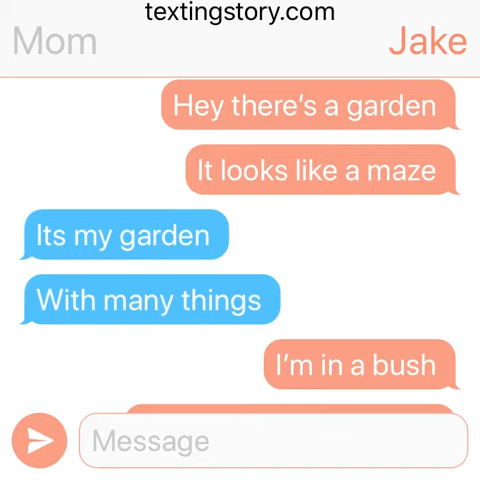 textingstory.com
Mom
Jake
Hey there’s a garden
It looks like a maze
Its my garden
With many things
I’m in a bush
Message